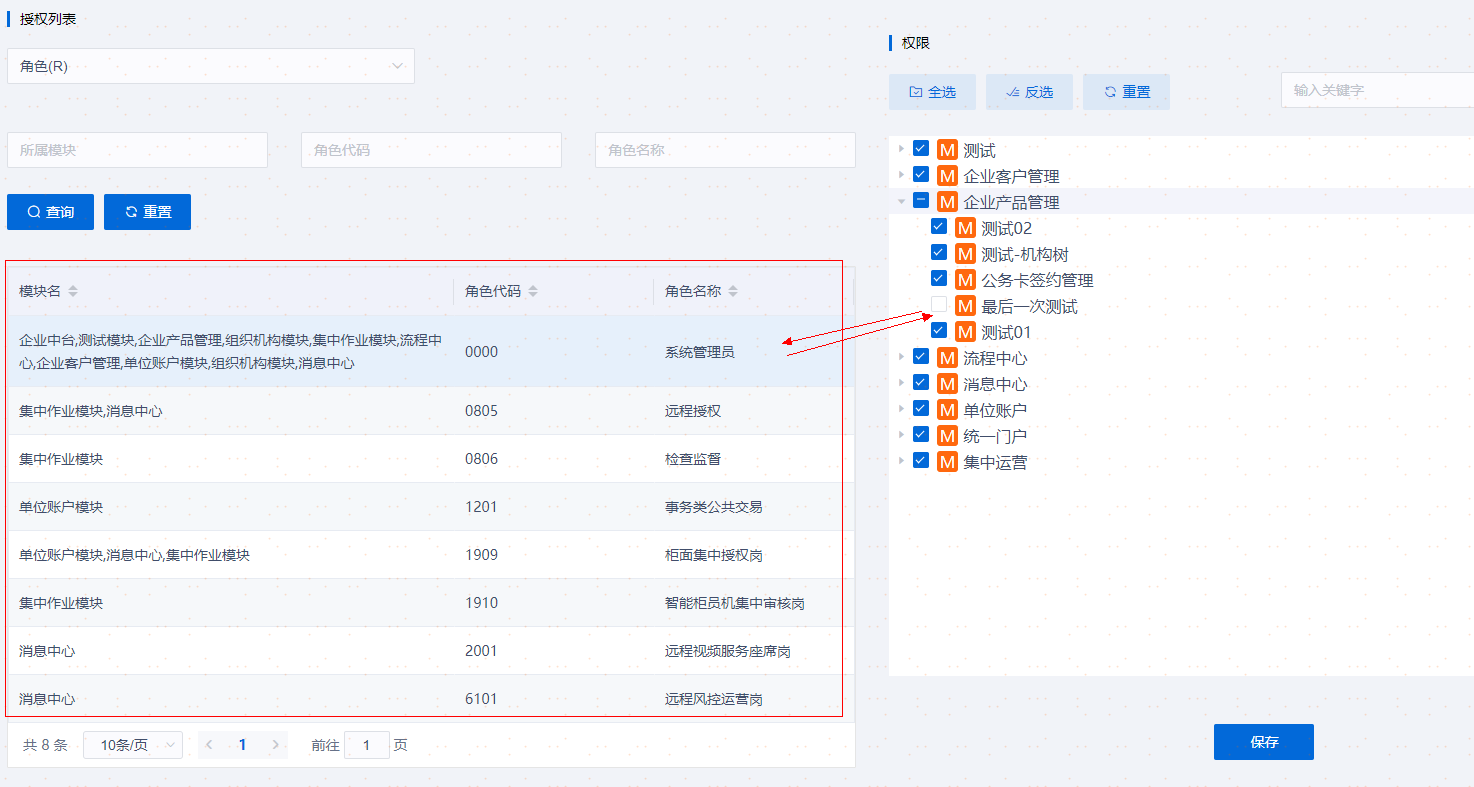 授权列表
角色(R)
所属模块
角色代码
角色名称
查询
重置
模块名
角色代码
角色名称
企业中台,测试模块,企业产品管理,组织机构模块,集中作业模块,流程中
心,企业客户管理,单位账户模块,组织机构模块,消息中心
0000
系统管理员
集中作业模块,消息中心
0805
远程授权
集中作业模块
0806
检查监督
单位账户模块
1201
事务类公共交易
单位账户模块,消息中心,集中作业模块
1909
柜面集中授权岗
集中作业模块
1910
智能柜员机集中审核岗
消息中心
2001
远程视频服务座席岗
消息中心
6101
远程风控运营岗
共 8 条
10条/页
1
前往
1
页
权限
全选
反选
重置
输入关键字
M 测试
M 企业客户管理
M 企业产品管理
M 测试02
M 测试-机构树
M 公务卡签约管理
M 最后一次测试
M 测试01
M 流程中心
M 消息中心
M 单位账户
M 统一门户
M 集中运营
保存